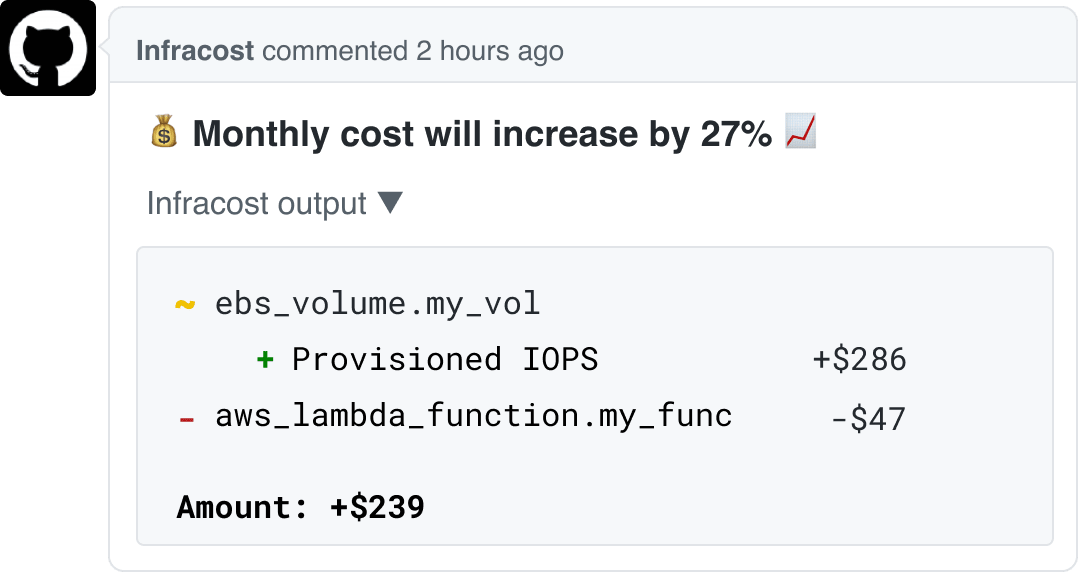 Infracost commented 2 hours ago
💰 Monthly cost will increase by 27% 📈
Infracost output ▼
~ ebs_volume.my_vol
+ Provisioned IOPS +$286
- aws_lambda_function.my_func -$47
Amount: +$239